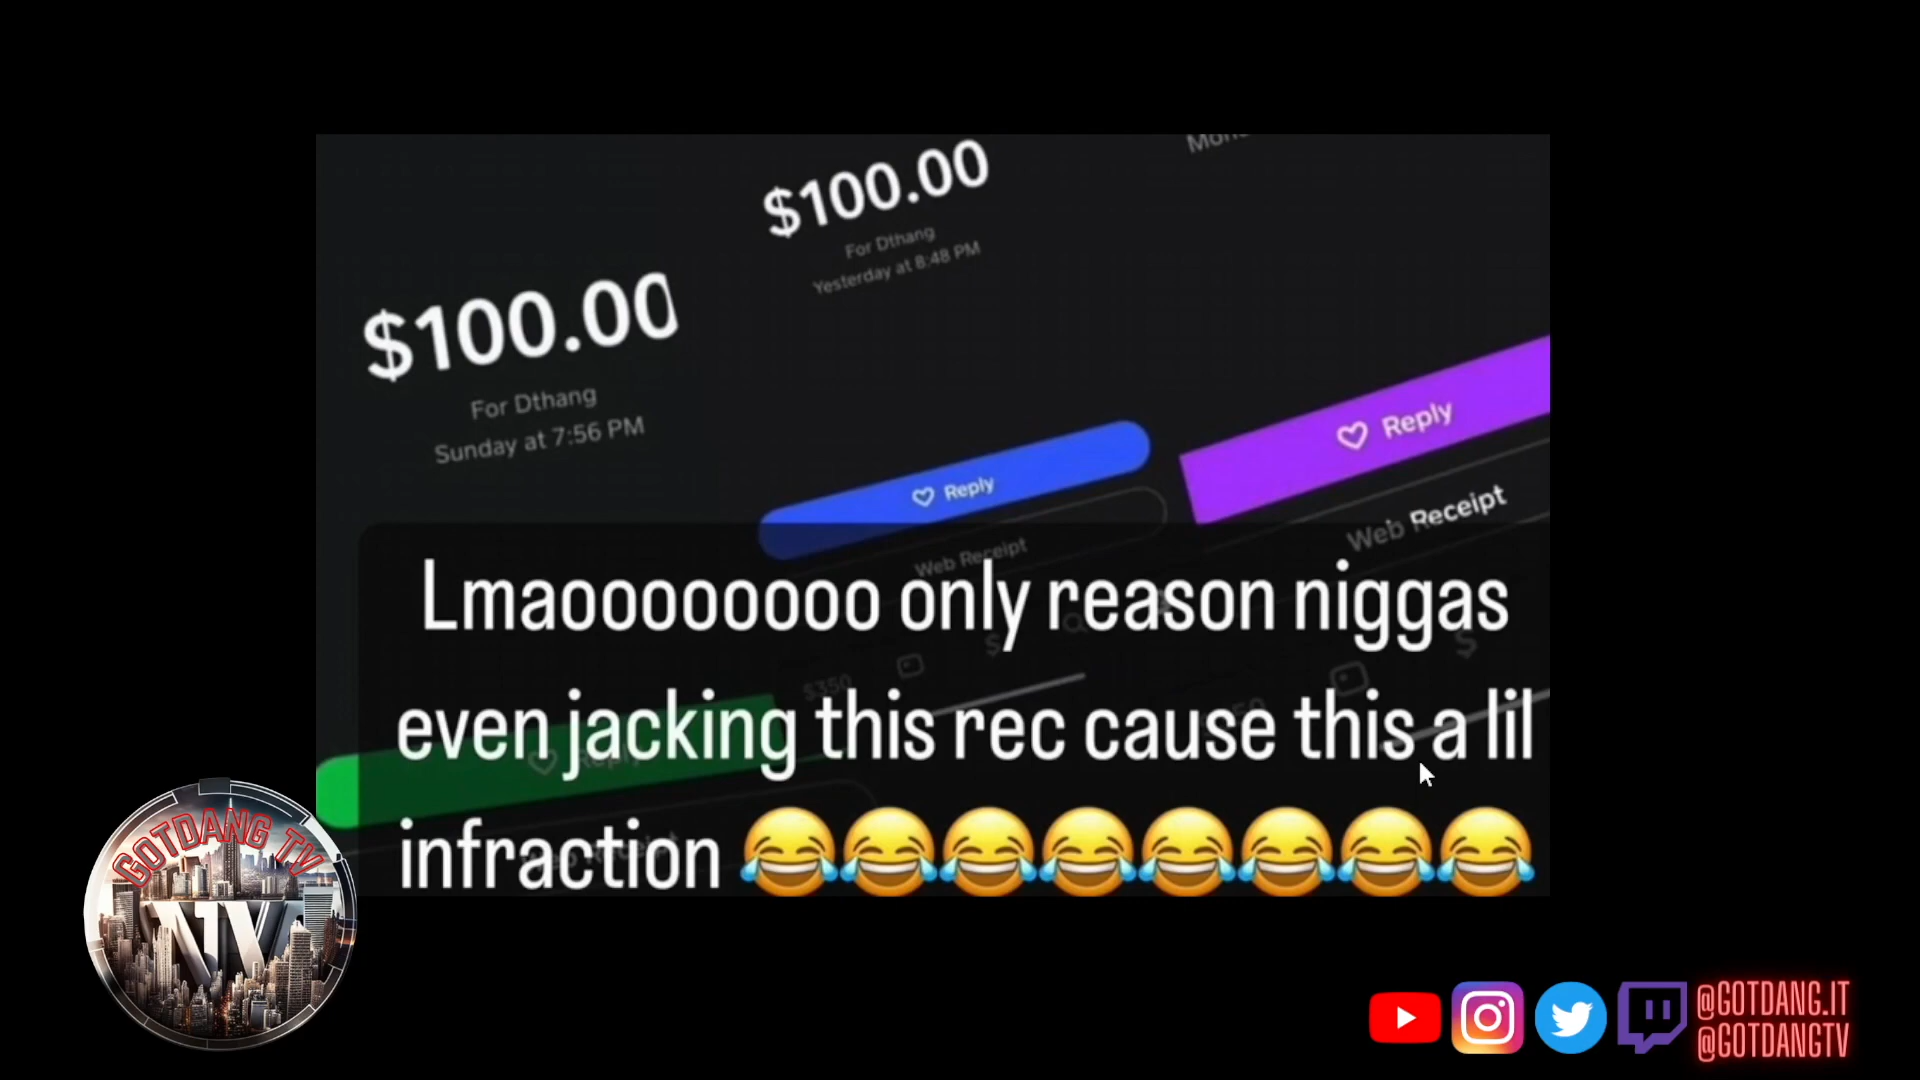 $100.00
For Dthang
Yesterday at 8:48 PM
$100.00
For Dthang
Sunday at 7:56 PM
Reply
Reply
Web Receipt
Web Receipt
$350
$
$
Lmaooooooooo only reason niggas
even jacking this rec cause this a lil
infraction 😂😂😂😂😂😂😂😂
GOTDANG TV
@GOTDANG.IT
@GOTDANGTV